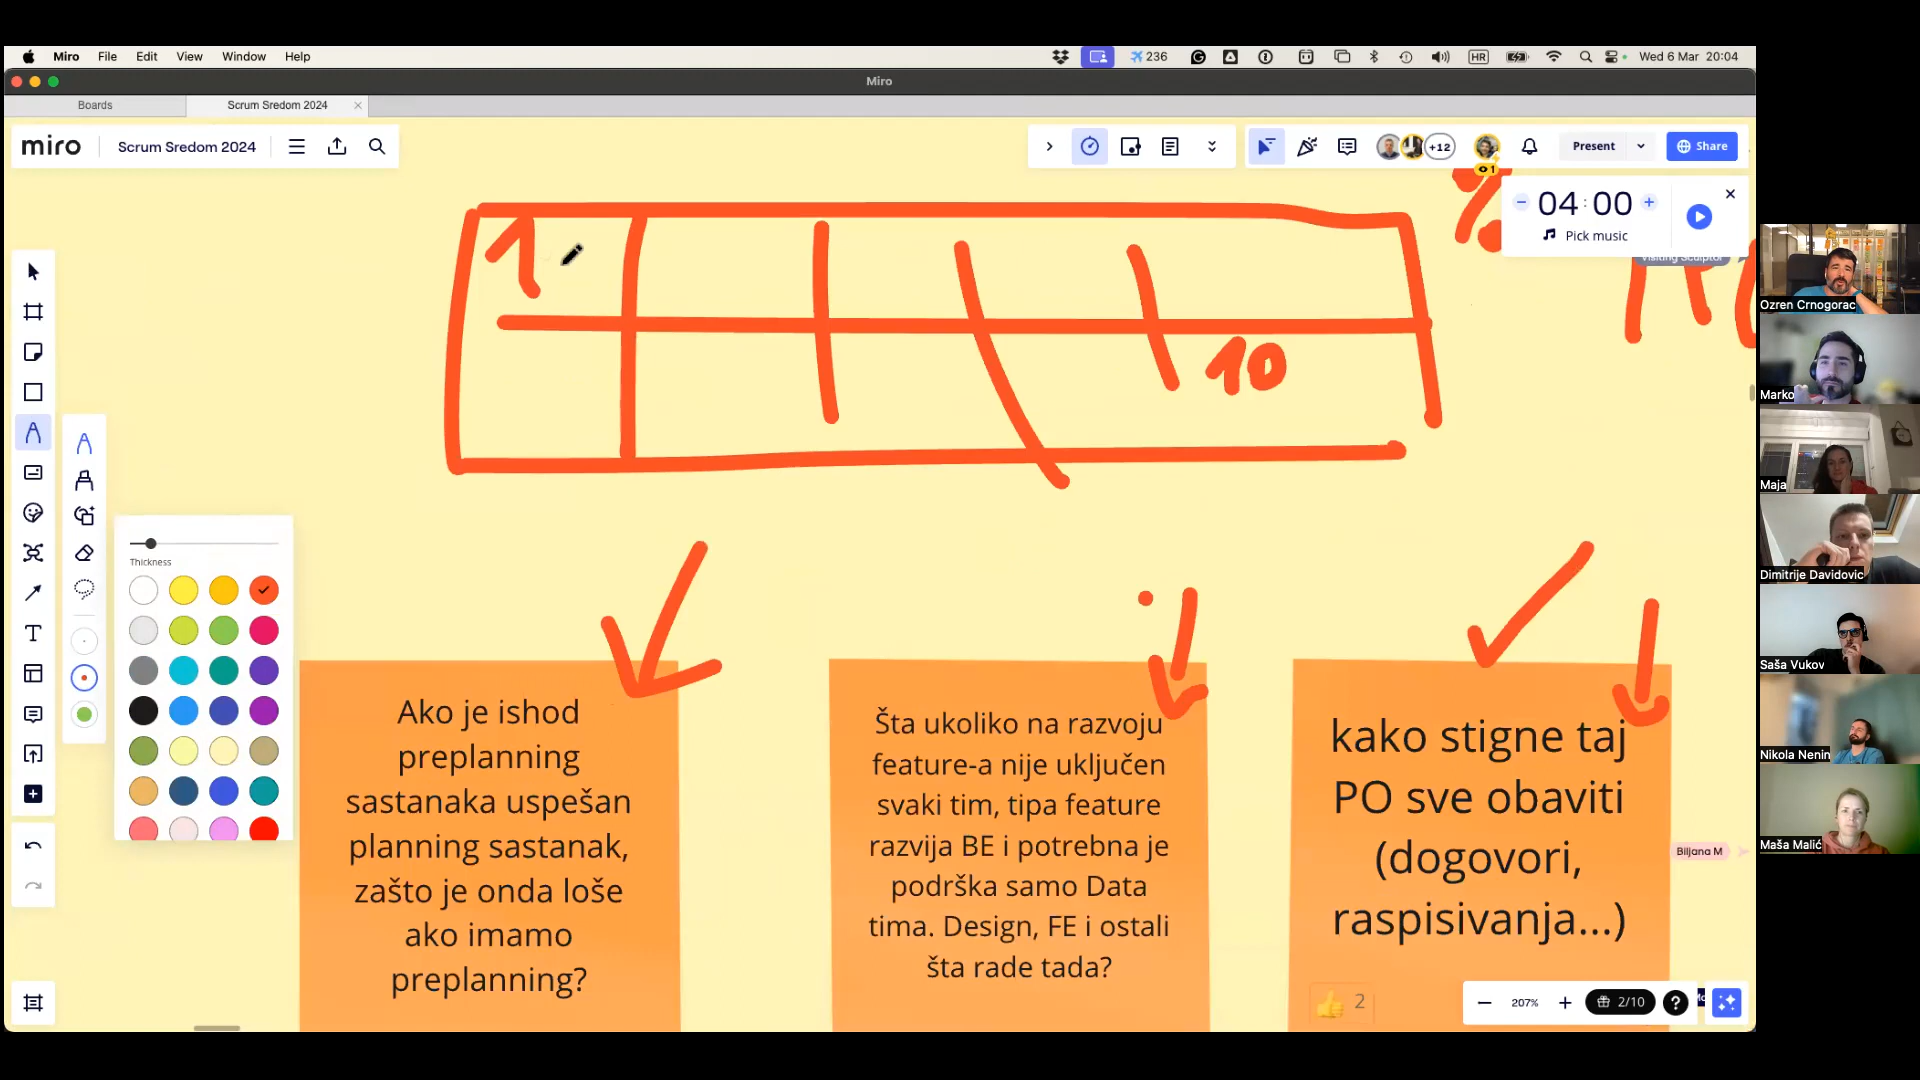 Miro File Edit View Window Help 236 HR Wed 6 Mar 20:04
Miro
Boards Scrum Sredom 2024
miro Scrum Sredom 2024 +12 Present Share
1
04:00
Pick music
1
Visiting Sculptor
10
Thickness
Ako je ishod
preplanning
sastanaka uspešan
planning sastanak,
zašto je onda loše
ako imamo
preplanning?
Šta ukoliko na razvoju
feature-a nije uključen
svaki tim, tipa feature
razvija BE i potrebna je
podrška samo Data
tima. Design, FE i ostali
šta rade tada?
kako stigne taj
PO sve obaviti
(dogovori,
raspisivanja...)
2
Biljana M
207% 2/10
Ozren Crnogorac
Marko
Maja
Dimitrije Davidovic
Saša Vukov
Nikola Nenin
Maša Malić